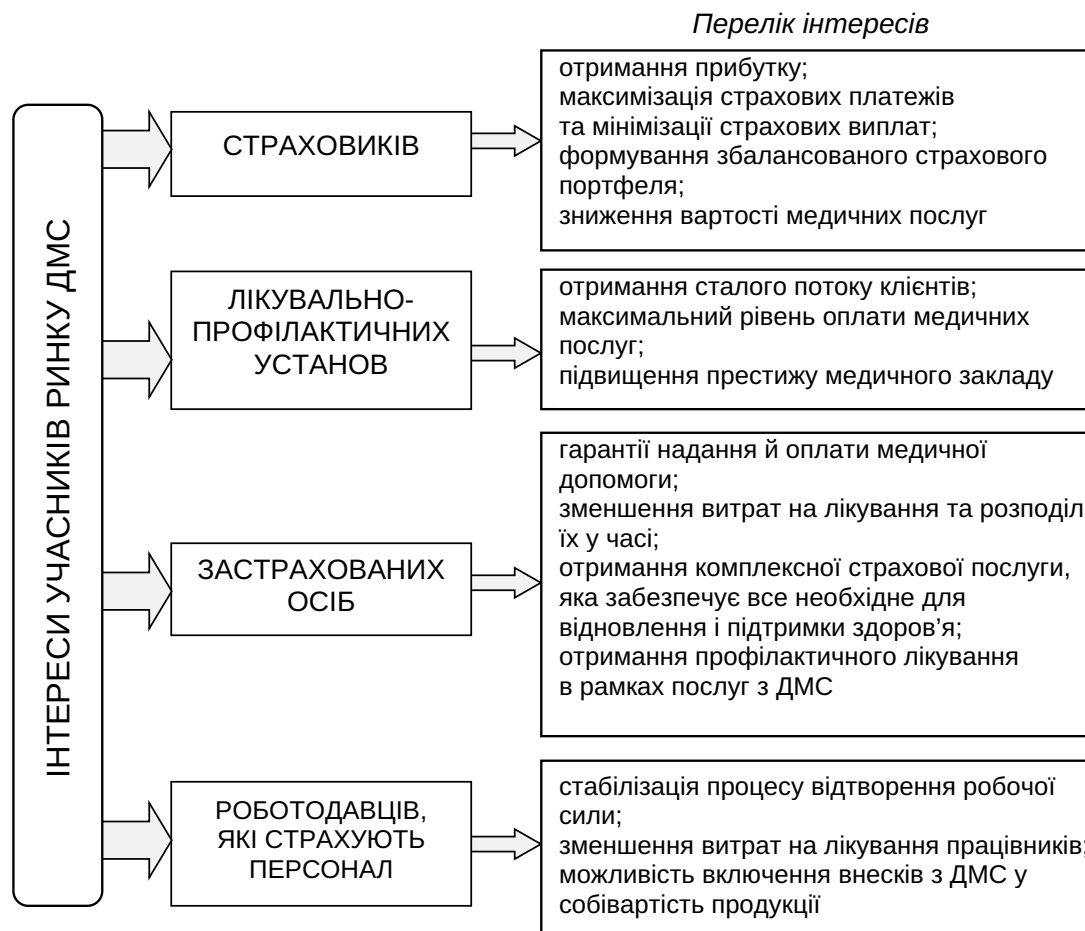 Перелік інтересів
ІНТЕРЕСИ УЧАСНИКІВ РИНКУ ДМС
СТРАХОВИКІВ
отримання прибутку;
максимізація страхових платежів
та мінімізації страхових виплат;
формування збалансованого страхового
портфеля;
зниження вартості медичних послуг
ЛІКУВАЛЬНО-
ПРОФІЛАКТИЧНИХ
УСТАНОВ
отримання сталого потоку клієнтів;
максимальний рівень оплати медичних
послуг;
підвищення престижу медичного закладу
ЗАСТРАХОВАНИХ
ОСІБ
гарантії надання й оплати медичної
допомоги;
зменшення витрат на лікування та розподіл
їх у часі;
отримання комплексної страхової послуги,
яка забезпечує все необхідне для
відновлення і підтримки здоров’я;
отримання профілактичного лікування
в рамках послуг з ДМС
РОБОТОДАВЦІВ,
ЯКІ СТРАХУЮТЬ
ПЕРСОНАЛ
стабілізація процесу відтворення робочої
сили;
зменшення витрат на лікування працівників;
можливість включення внесків з ДМС у
собівартість продукції